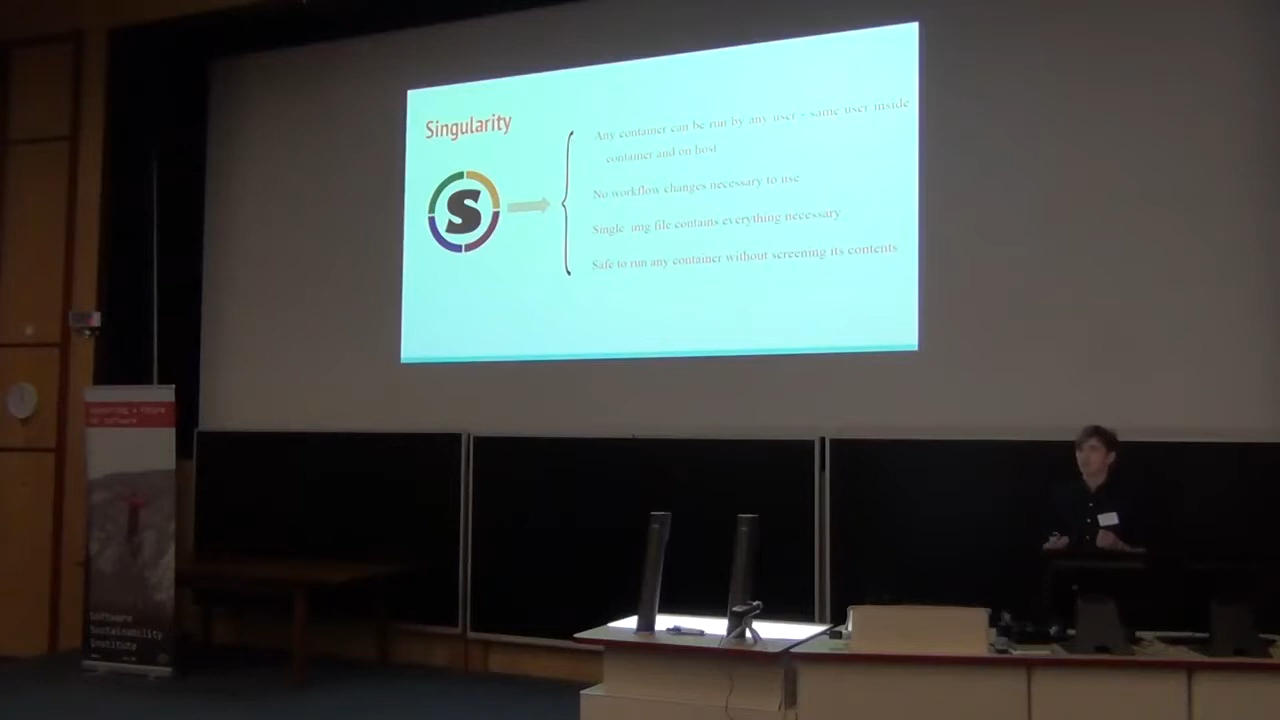 Singularity
S
Any container can be run by any user - same user inside
container and on host
No workflow changes necessary to use
Single .img file contains everything necessary
Safe to run any container without screening its contents
Software
Sustainability
Institute